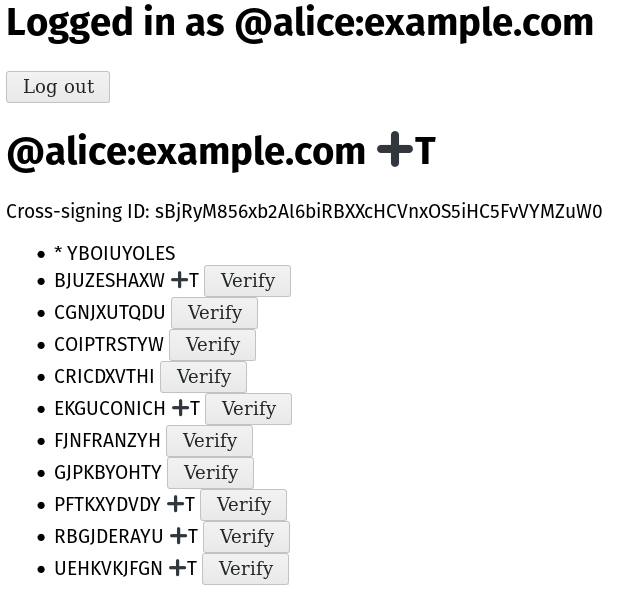 Logged in as @alice:example.com
Log out
@alice:example.com ➕T
Cross-signing ID: sBjRyM856xb2Al6biRBXXcHCVnxOS5iHC5FvVYMZuW0
• * YBOIUYOLES
• BJUZESHAXW ➕T Verify
• CGNJXUTQDU Verify
• COIPTRSTYW Verify
• CRICDXVTHI Verify
• EKGUCONICH ➕T Verify
• FJNFRANZYH Verify
• GJPKBYOHTY Verify
• PFTKXYDVDY ➕T Verify
• RBGJDERAYU ➕T Verify
• UEHKVKJFGN ➕T Verify